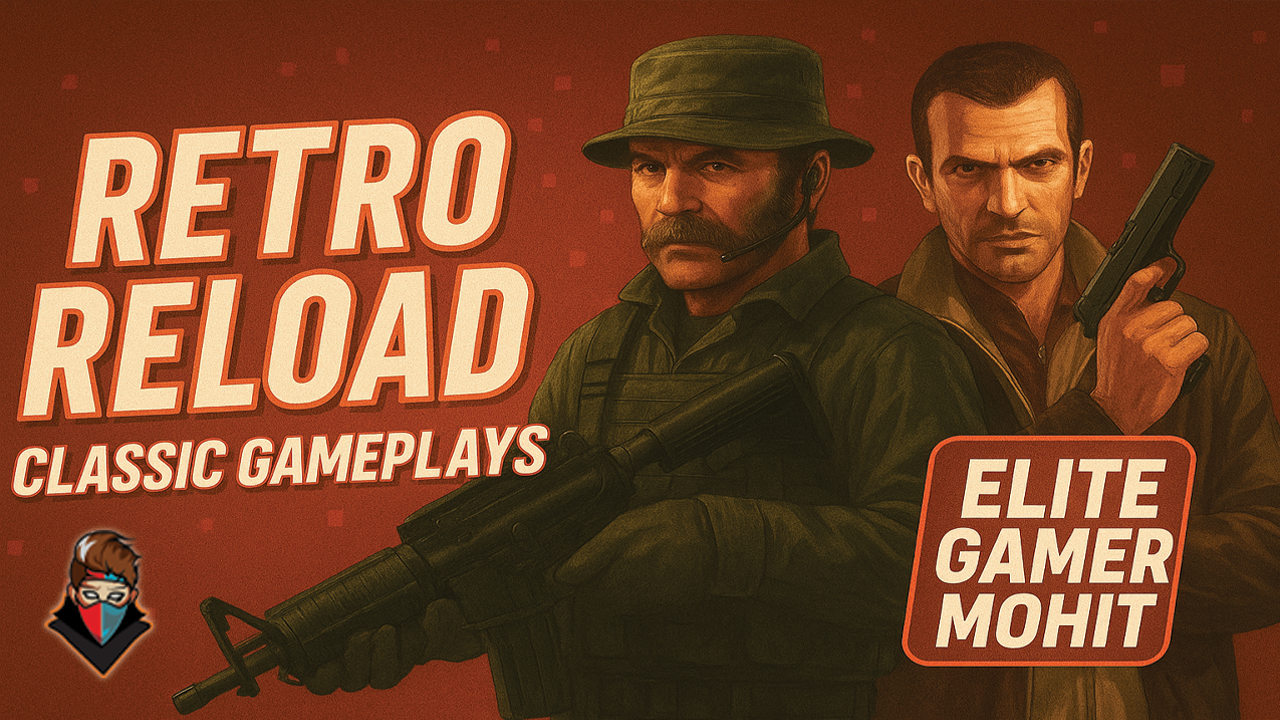 RETRO
RELOAD
CLASSIC GAMEPLAYS
ELITE
GAMER
MOHIT